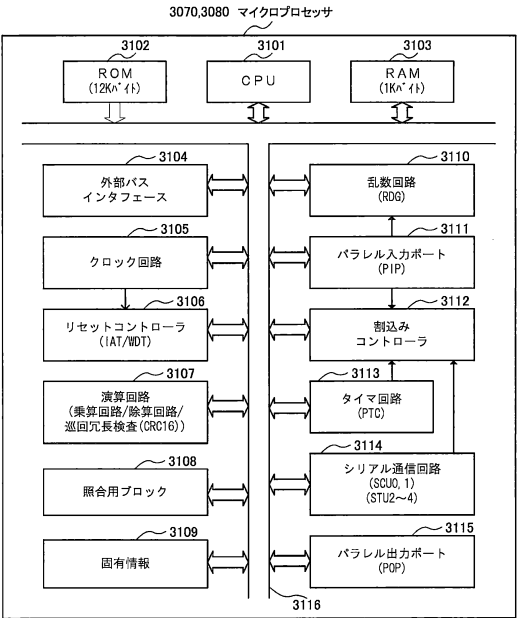 3070,3080 マイクロプロセッサ
3102
ROM
(12Kバイト)
3101
CPU
3103
RAM
(1Kバイト)
3104
外部バス
インタフェース
3105
クロック回路
3106
リセットコントローラ
(IAT/WDT)
3107
演算回路
(乗算回路/除算回路/
巡回冗長検査(CRC16))
3108
照合用ブロック
3109
固有情報
3110
乱数回路
(RDG)
3111
パラレル入力ポート
(PIP)
3112
割込み
コントローラ
3113
タイマ回路
(PTC)
3114
シリアル通信回路
(SCU0,1)
(STU2～4)
3115
パラレル出力ポート
(POP)
3116